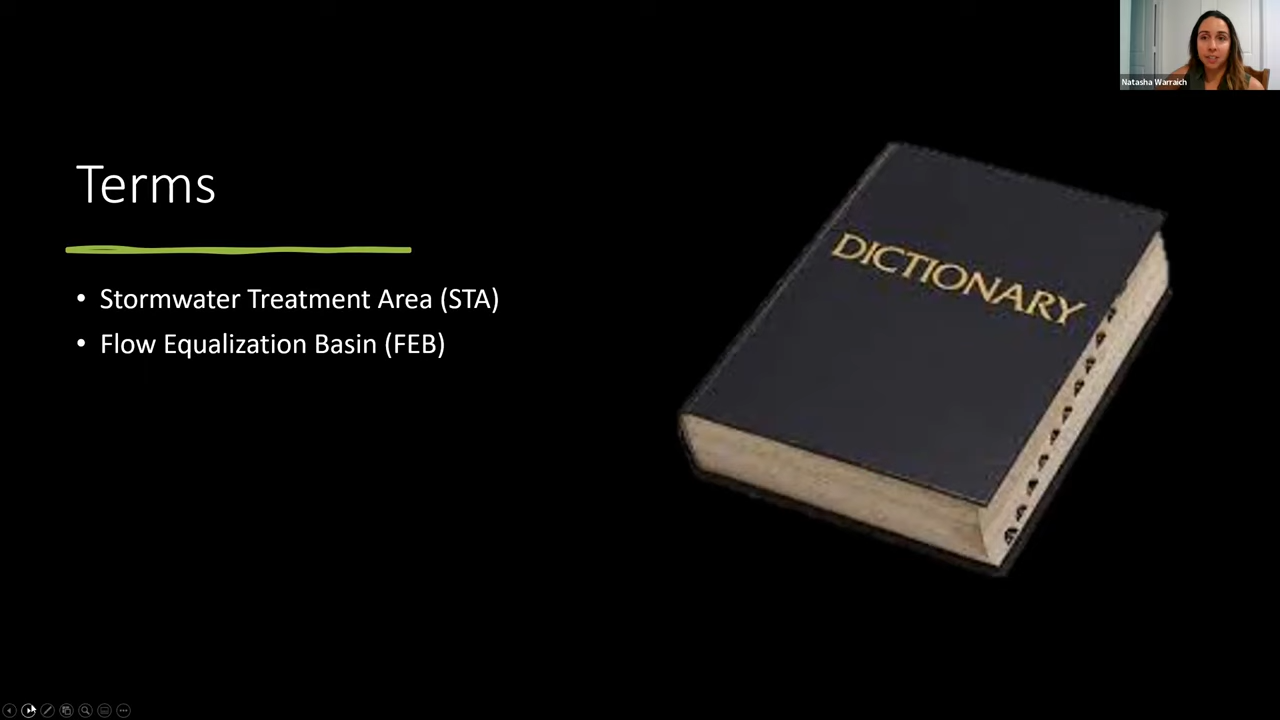 Natasha Warraich
Terms
• Stormwater Treatment Area (STA)
• Flow Equalization Basin (FEB)
DICTIONARY